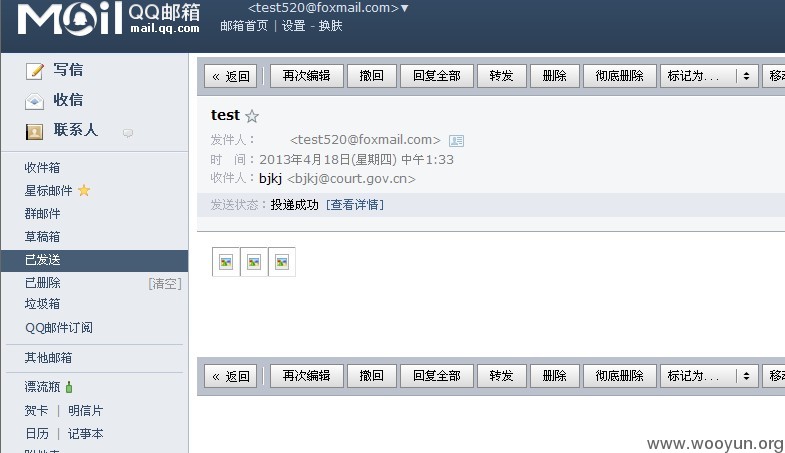 Mail QQ邮箱
mail.qq.com
<test520@foxmail.com>▼
邮箱首页 | 设置 - 换肤
写信
收信
联系人
收件箱
星标邮件
群邮件
草稿箱
已发送
已删除 [清空]
垃圾箱
QQ邮件订阅
其他邮箱
漂流瓶
贺卡 | 明信片
日历 | 记事本
« 返回 再次编辑 撤回 回复全部 转发 删除 彻底删除 标记为...
test
发件人： <test520@foxmail.com>
时 间：2013年4月18日(星期四) 中午1:33
收件人：bjkj <bjkj@court.gov.cn>
发送状态：投递成功 [查看详情]
« 返回 再次编辑 撤回 回复全部 转发 删除 彻底删除 标记为...
www.wooyun.org